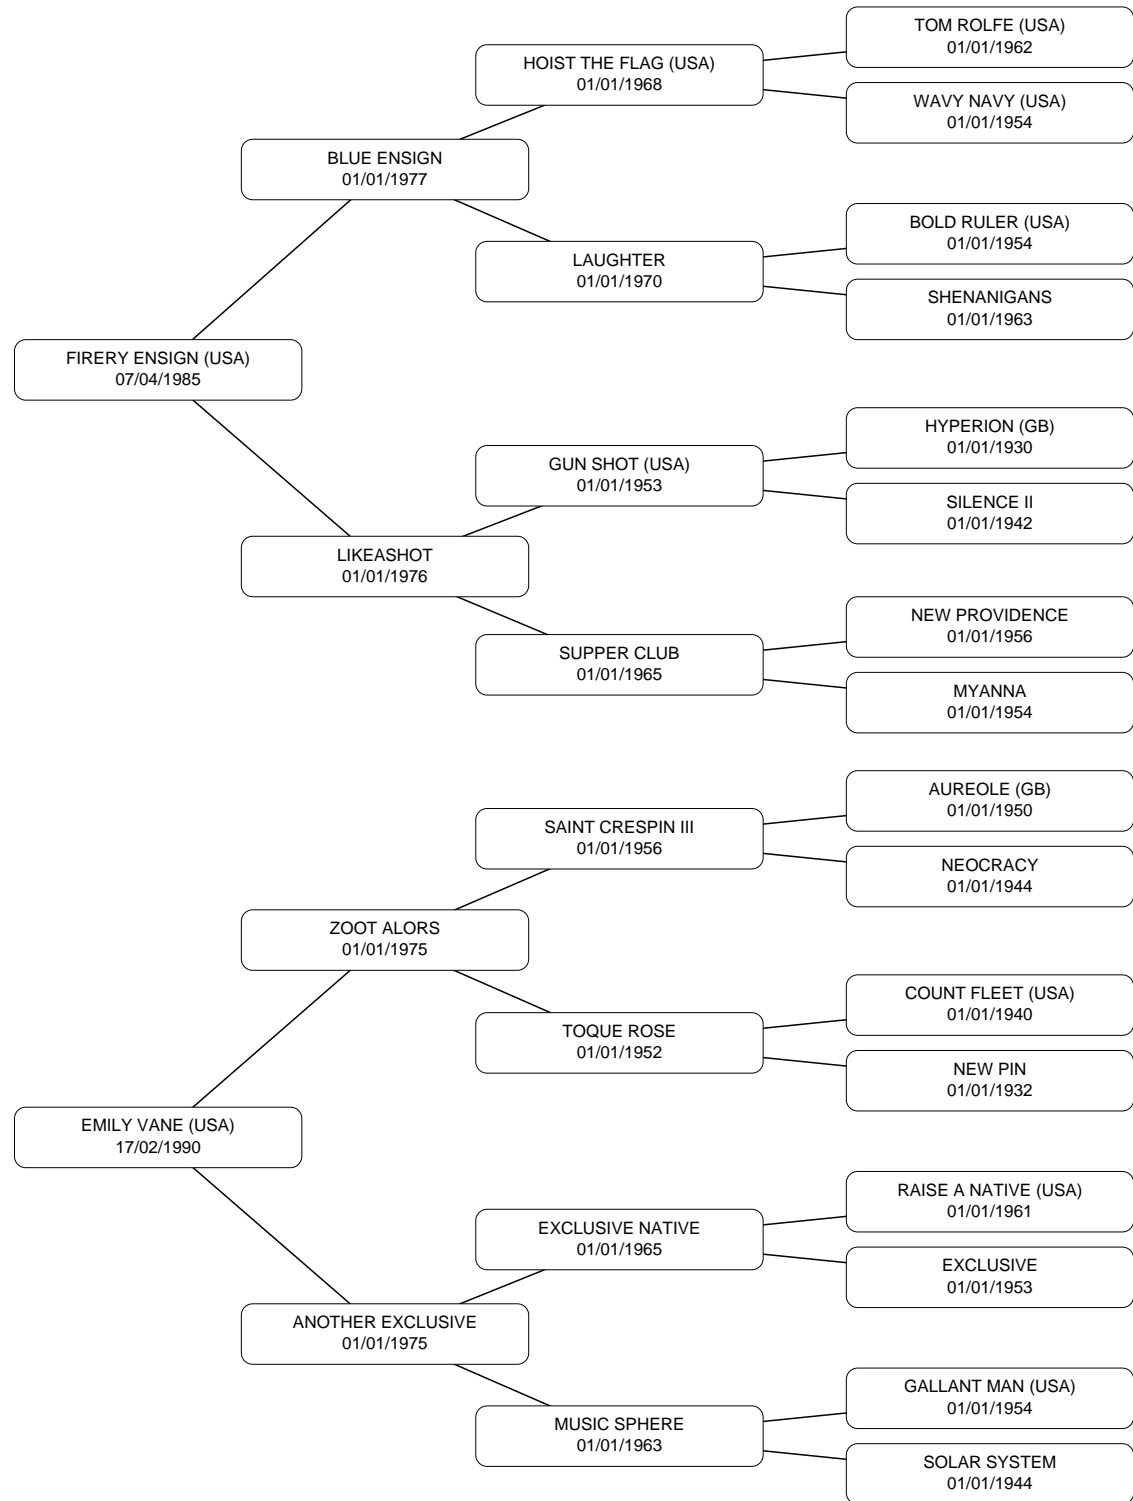 TOM ROLFE (USA)
01/01/1962
HOIST THE FLAG (USA)
01/01/1968
WAVY NAVY (USA)
01/01/1954
BLUE ENSIGN
01/01/1977
BOLD RULER (USA)
01/01/1954
LAUGHTER
01/01/1970
SHENANIGANS
01/01/1963
FIRERY ENSIGN (USA)
07/04/1985
HYPERION (GB)
01/01/1930
GUN SHOT (USA)
01/01/1953
SILENCE II
01/01/1942
LIKEASHOT
01/01/1976
NEW PROVIDENCE
01/01/1956
SUPPER CLUB
01/01/1965
MYANNA
01/01/1954
AUREOLE (GB)
01/01/1950
SAINT CRESPIN III
01/01/1956
NEOCRACY
01/01/1944
ZOOT ALORS
01/01/1975
COUNT FLEET (USA)
01/01/1940
TOQUE ROSE
01/01/1952
NEW PIN
01/01/1932
EMILY VANE (USA)
17/02/1990
RAISE A NATIVE (USA)
01/01/1961
EXCLUSIVE NATIVE
01/01/1965
EXCLUSIVE
01/01/1953
ANOTHER EXCLUSIVE
01/01/1975
GALLANT MAN (USA)
01/01/1954
MUSIC SPHERE
01/01/1963
SOLAR SYSTEM
01/01/1944